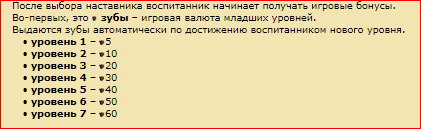 После выбора наставника воспитанник начинает получать игровые бонусы.
Во-первых, это зубы – игровая валюта младших уровней.
Выдаются зубы автоматически по достижению воспитанником нового уровня.
• уровень 1 – 5
• уровень 2 – 10
• уровень 3 – 20
• уровень 4 – 30
• уровень 5 – 40
• уровень 6 – 50
• уровень 7 – 60